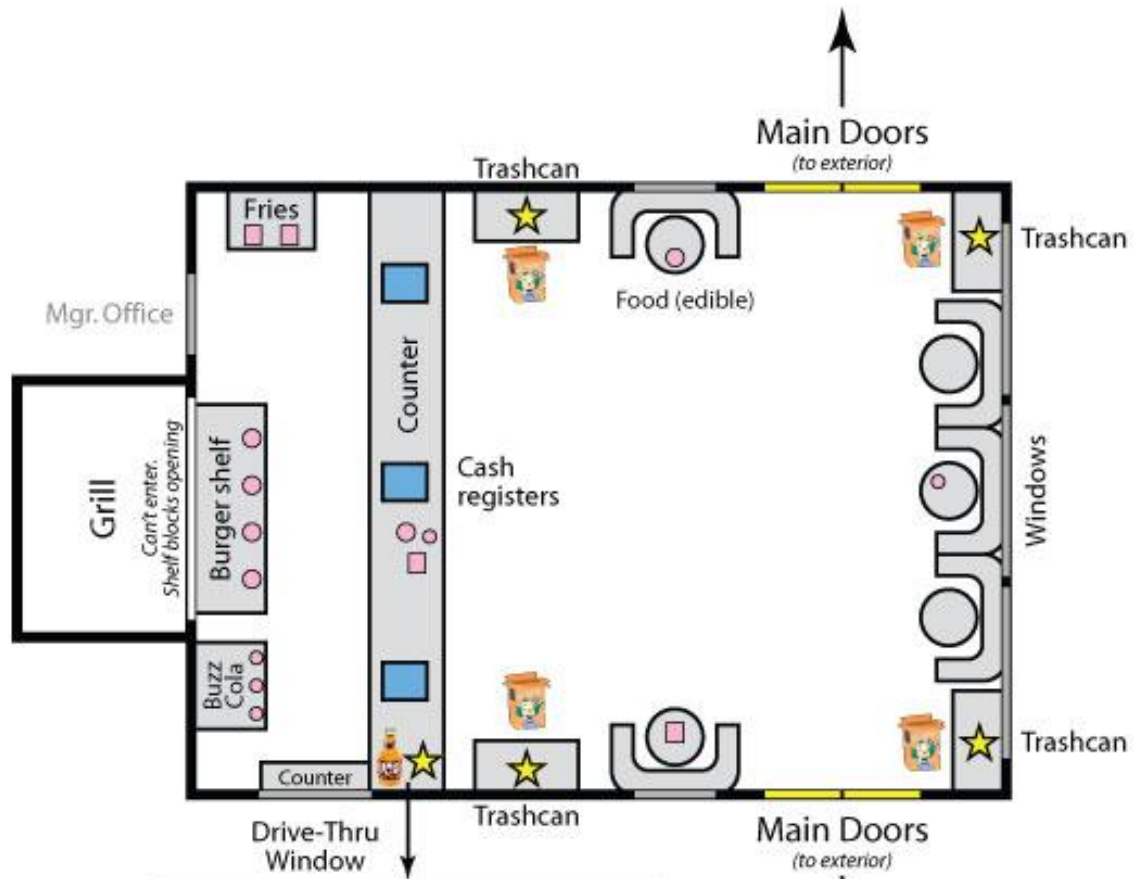 Main Doors
(to exterior)
Trashcan
Fries
Trashcan
Mgr. Office
Food (edible)
Counter
Grill
Can't enter.
Shelf blocks opening
Burger shelf
Cash
registers
Windows
Buzz
Cola
Counter
Trashcan
Drive-Thru
Window
Trashcan
Main Doors
(to exterior)